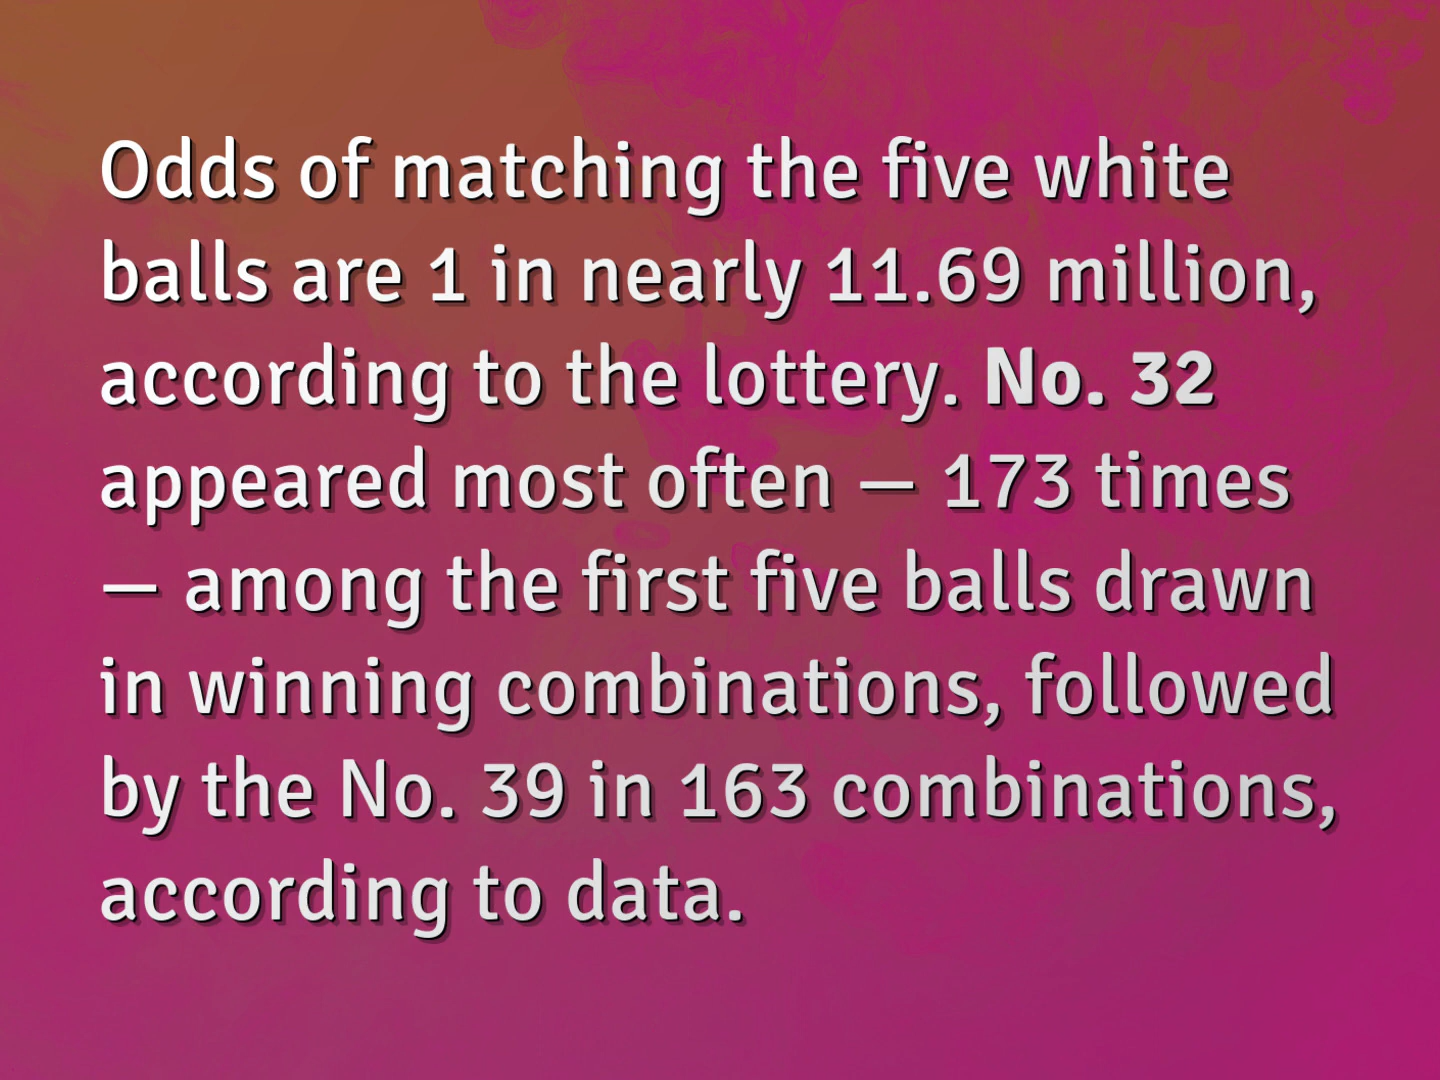 Odds of matching the five white
balls are 1 in nearly 11.69 million,
according to the lottery. No. 32
appeared most often — 173 times
— among the first five balls drawn
in winning combinations, followed
by the No. 39 in 163 combinations,
according to data.